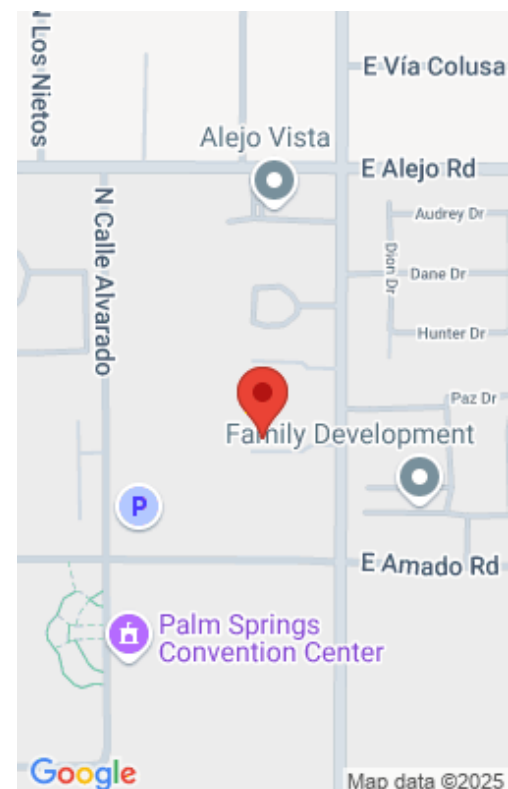 N Los Nietos
E Vía Colusa
Alejo Vista
E Alejo Rd
N Calle Alvarado
Audrey Dr
Dion Dr
Dane Dr
Hunter Dr
Paz Dr
Family Development
P
E Amado Rd
Palm Springs
Convention Center
Google
Map data ©2025